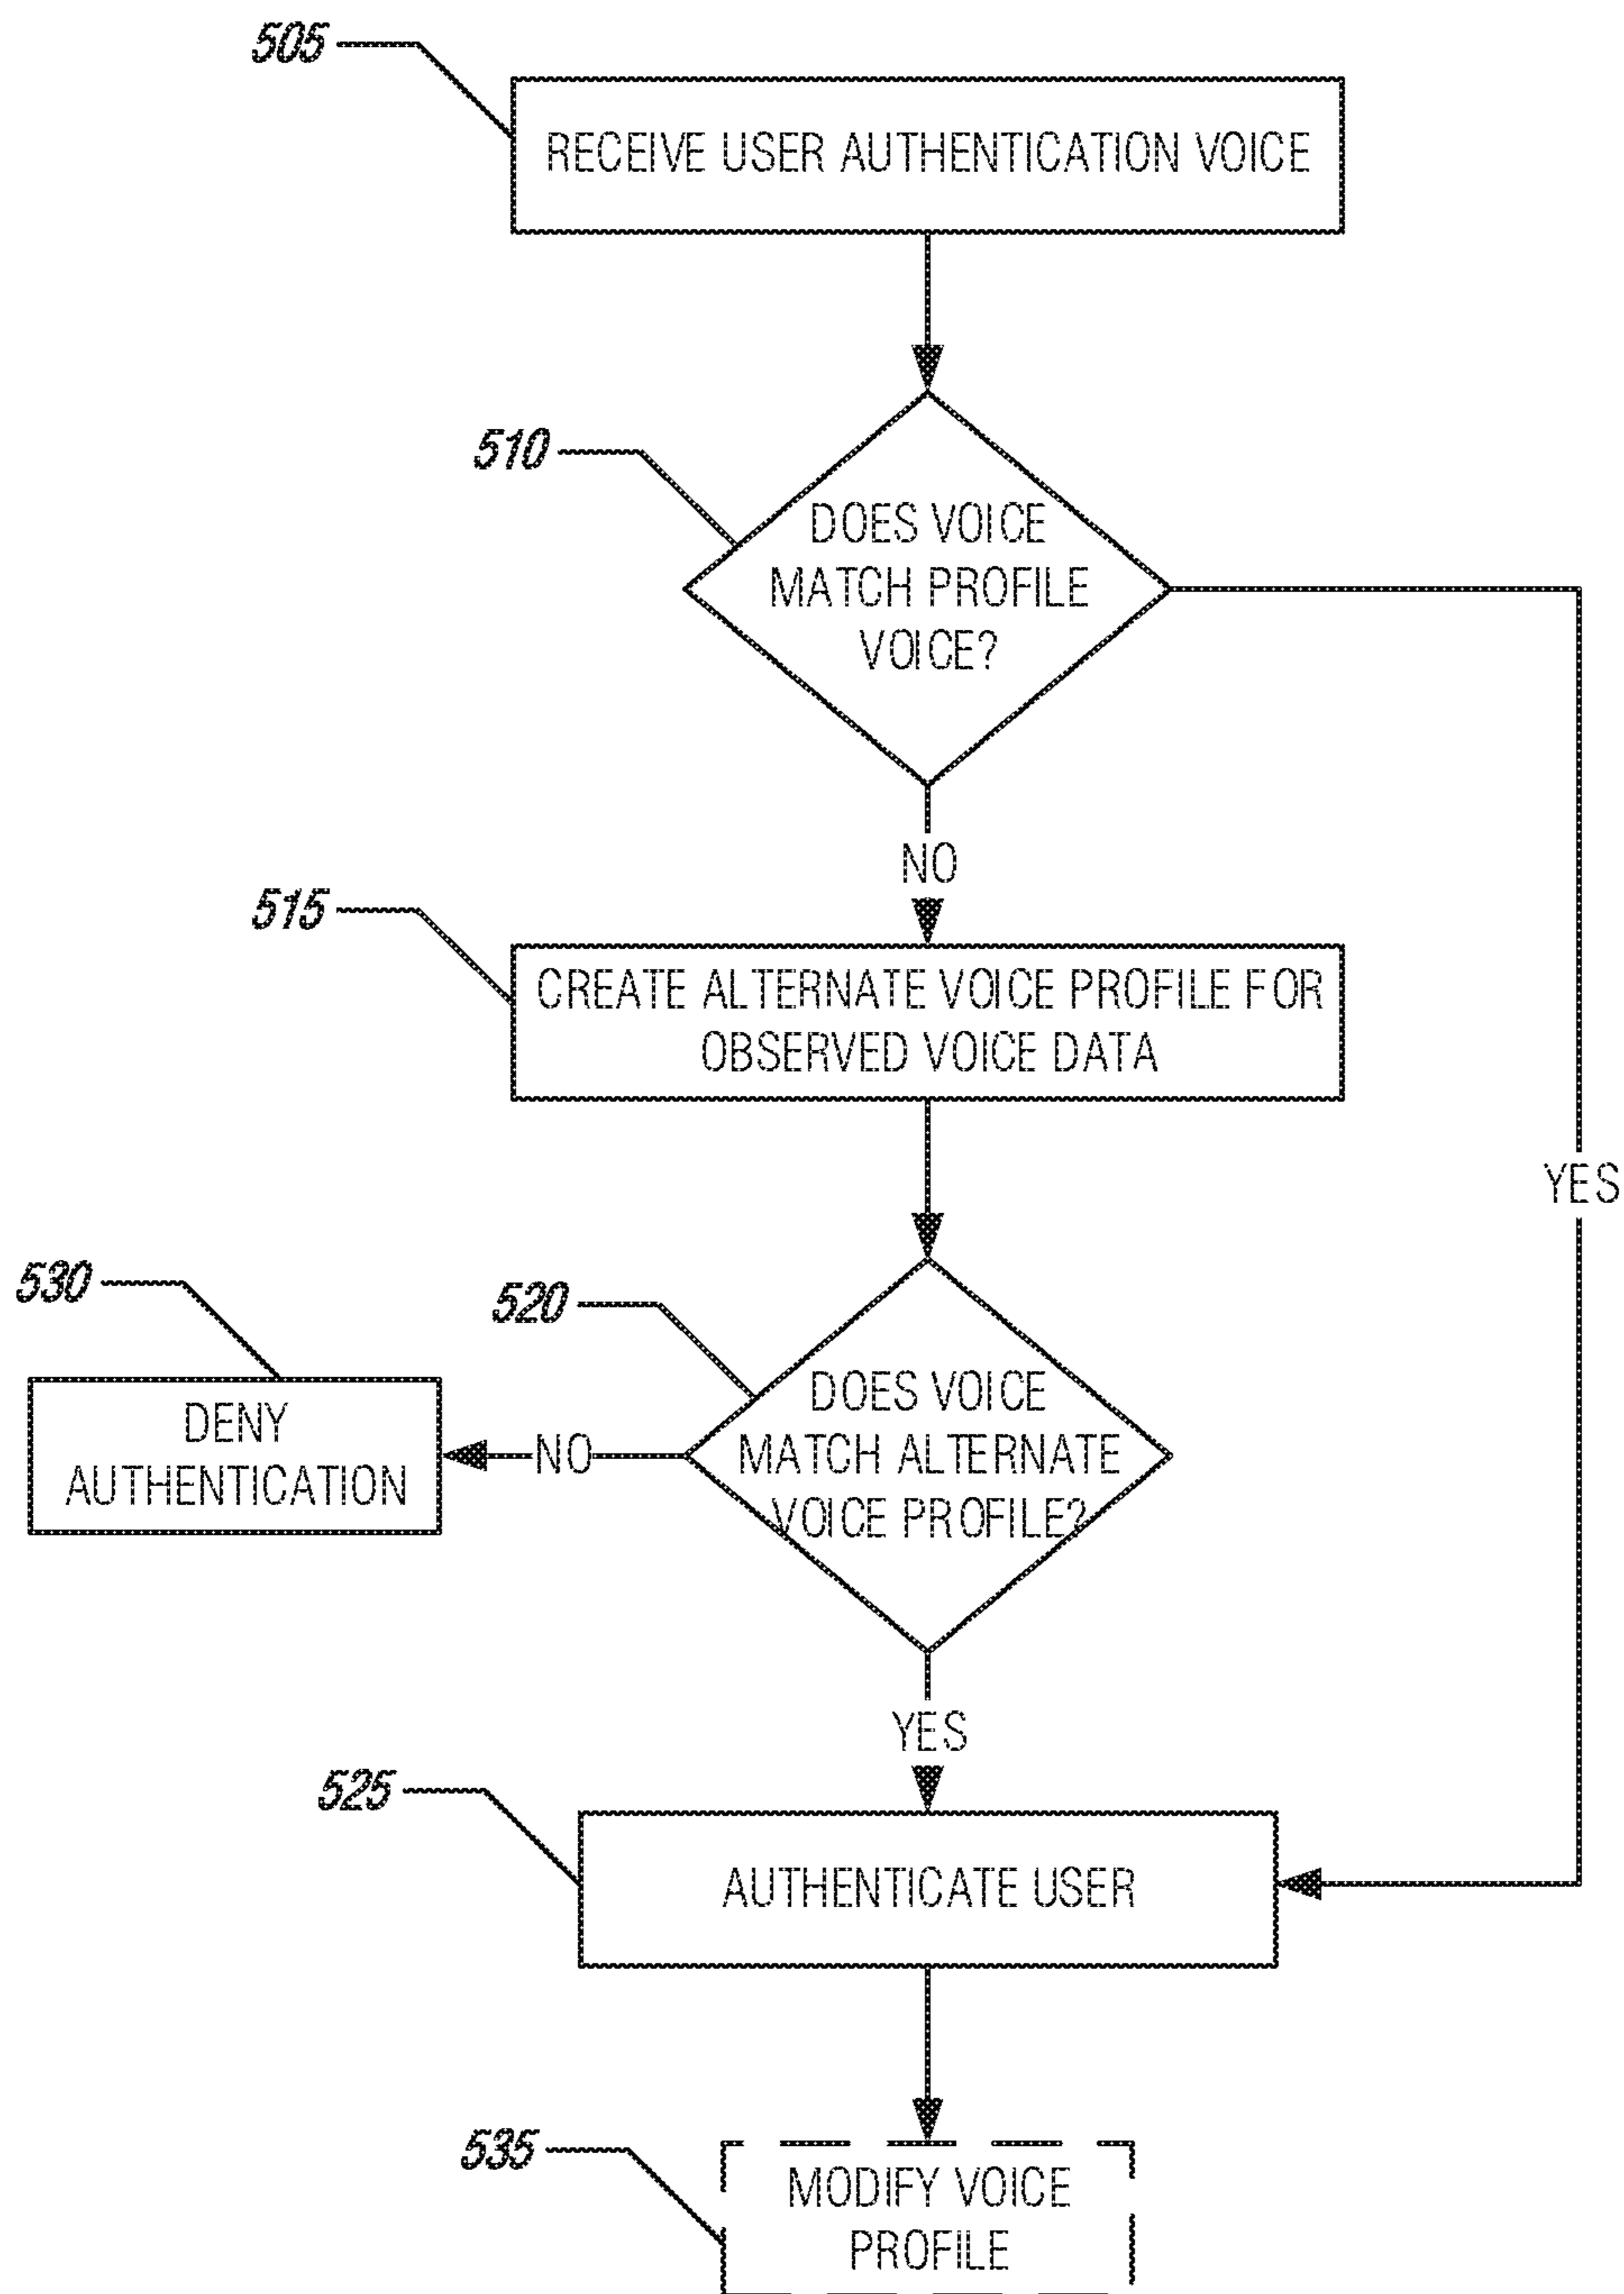 505
RECEIVE USER AUTHENTICATION VOICE
510
DOES VOICE
MATCH PROFILE
VOICE?
NO
515
CREATE ALTERNATE VOICE PROFILE FOR
OBSERVED VOICE DATA
YES
530
520
DENY
AUTHENTICATION
NO
DOES VOICE
MATCH ALTERNATE
VOICE PROFILE?
YES
525
AUTHENTICATE USER
535
MODIFY VOICE
PROFILE